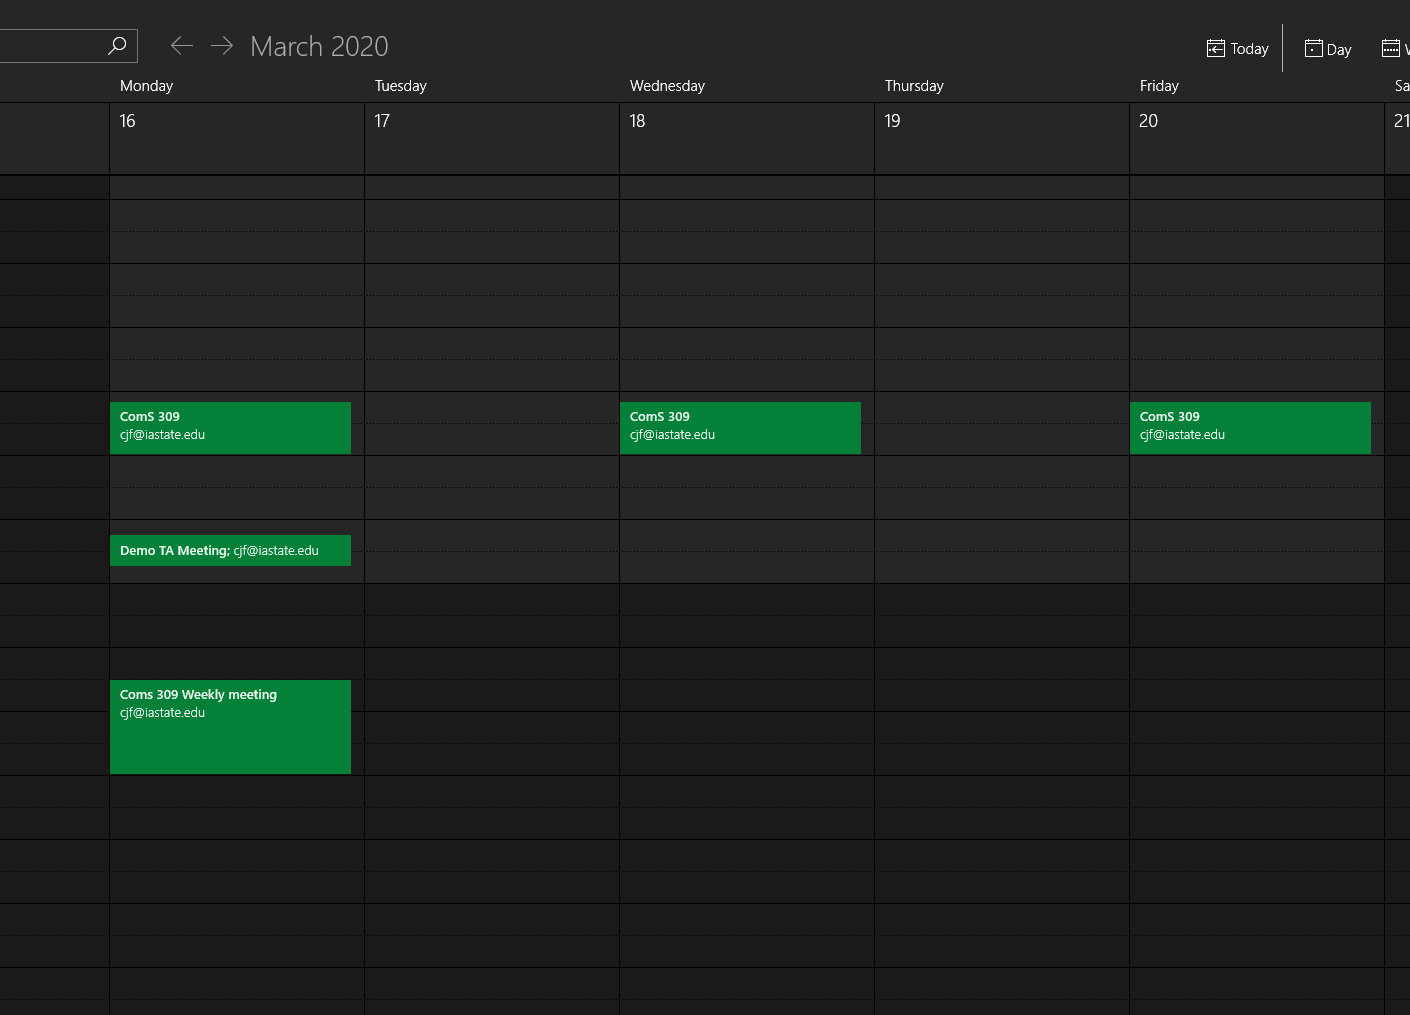 March 2020
Today
Day
Monday Tuesday Wednesday Thursday Friday Sa
16 17 18 19 20 21
ComS 309 ComS 309 ComS 309
cjf@iastate.edu cjf@iastate.edu cjf@iastate.edu
Demo TA Meeting; cjf@iastate.edu
Coms 309 Weekly meeting
cjf@iastate.edu